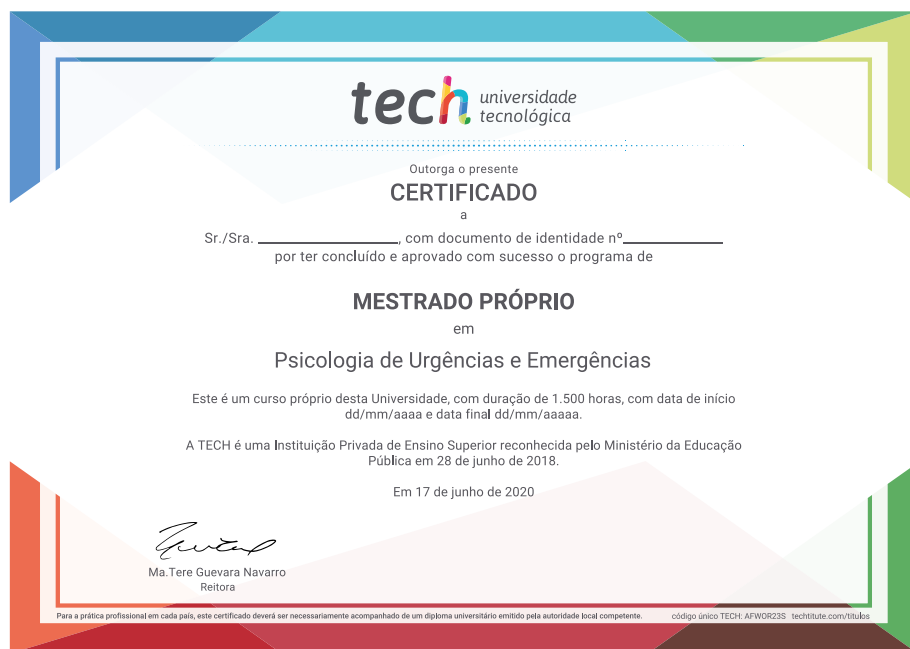 tech universidade
tecnológica
Outorga o presente
CERTIFICADO
a
Sr./Sra. ____________________, com documento de identidade nº______________
por ter concluído e aprovado com sucesso o programa de
MESTRADO PRÓPRIO
em
Psicologia de Urgências e Emergências
Este é um curso próprio desta Universidade, com duração de 1.500 horas, com data de início
dd/mm/aaaa e data final dd/mm/aaaaa.
A TECH é uma Instituição Privada de Ensino Superior reconhecida pelo Ministério da Educação
Pública em 28 de junho de 2018.
Em 17 de junho de 2020
Ma.Tere Guevara Navarro
Reitora
Para a prática profissional em cada país, este certificado deverá ser necessariamente acompanhado de um diploma universitário emitido pela autoridade local competente. código único TECH: AFWOR23S techtitute.com/titulos